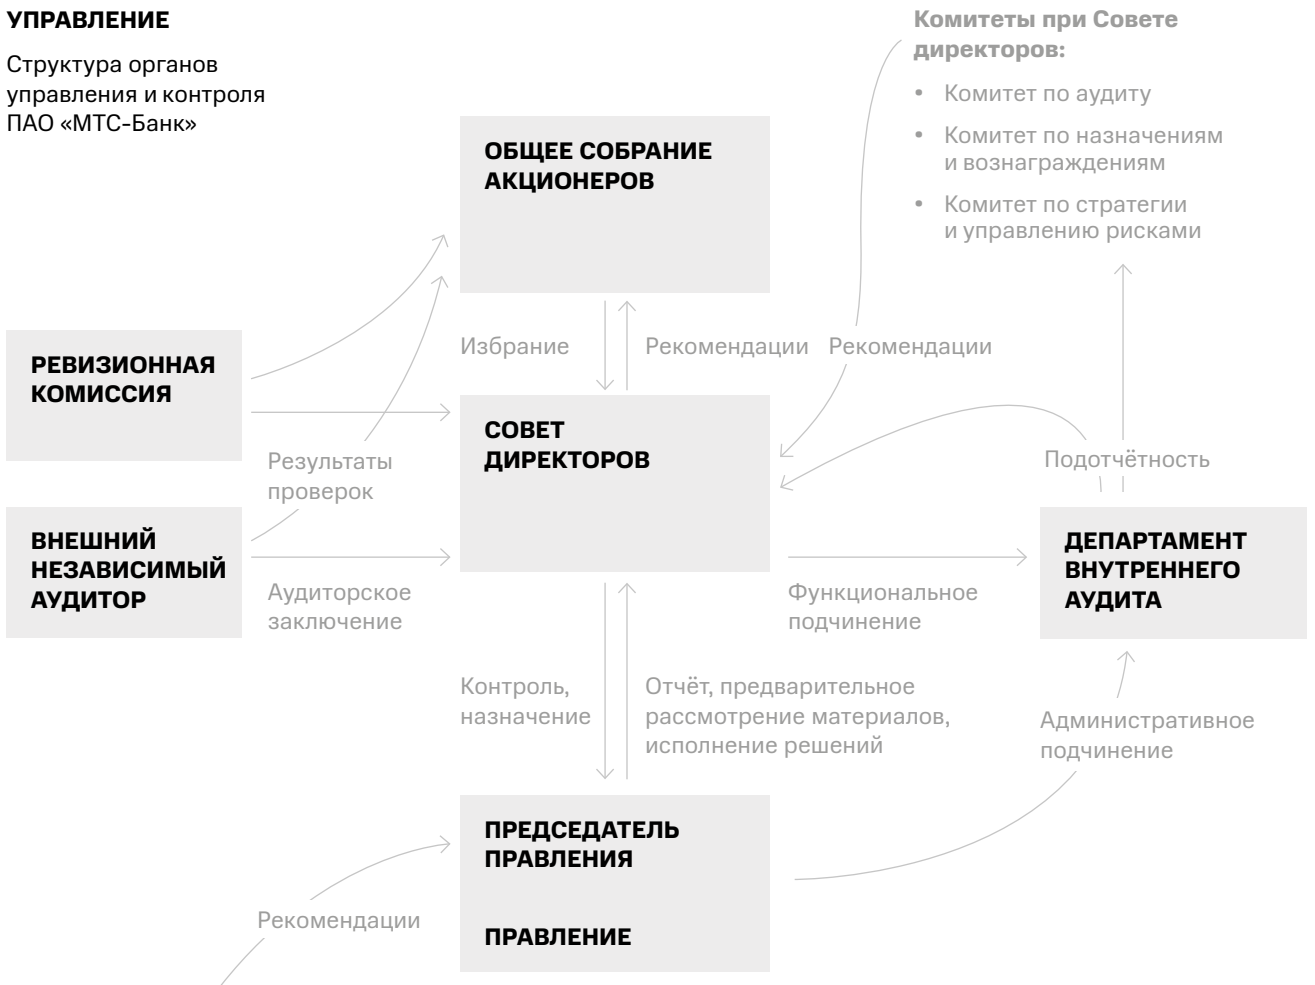 УПРАВЛЕНИЕ
Структура органов
управления и контроля
ПАО «МТС-Банк»
Комитеты при Совете
директоров:
• Комитет по аудиту
• Комитет по назначениям
и вознаграждениям
• Комитет по стратегии
и управлению рисками
ОБЩЕЕ СОБРАНИЕ
АКЦИОНЕРОВ
Избрание
Рекомендации
Рекомендации
РЕВИЗИОННАЯ
КОМИССИЯ
СОВЕТ
ДИРЕКТОРОВ
Результаты
проверок
Подотчётность
ВНЕШНИЙ
НЕЗАВИСИМЫЙ
АУДИТОР
Аудиторское
заключение
Функциональное
подчинение
ДЕПАРТАМЕНТ
ВНУТРЕННЕГО
АУДИТА
Контроль,
назначение
Отчёт, предварительное
рассмотрение материалов,
исполнение решений
Административное
подчинение
ПРЕДСЕДАТЕЛЬ
ПРАВЛЕНИЯ
ПРАВЛЕНИЕ
Рекомендации